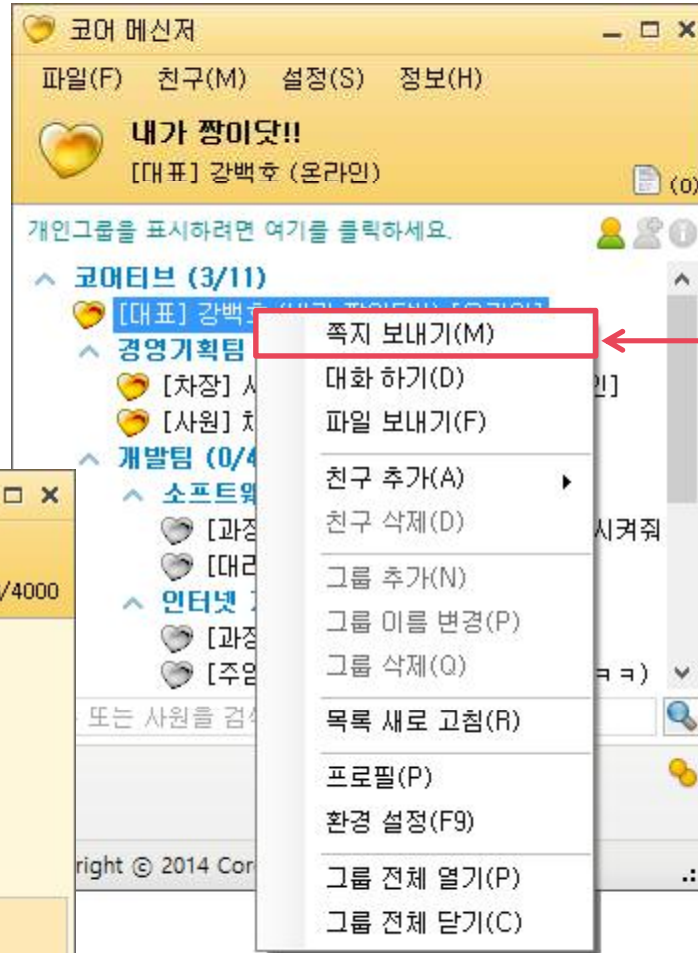 코어 메신저
파일(F) 친구(M) 설정(S) 정보(H)
내가 짱이닷!!
[대표] 강백호 (온라인)
(0)
개인그룹을 표시하려면 여기를 클릭하세요.
코어티브 (3/11)
[대표] 강백호
경영기획팀
[차장]
[사원]
개발팀 (0/4
소프트웨
[과장
시켜줘
인터넷
[과장
ㅋㅋ)
또는 사원을 검색
right © 2014 Cor
/4000
쪽지 보내기(M)
대화 하기(D)
파일 보내기(F)
친구 추가(A)
친구 삭제(D)
그룹 추가(N)
그룹 이름 변경(P)
그룹 삭제(Q)
목록 새로 고침(R)
프로필(P)
환경 설정(F9)
그룹 전체 열기(P)
그룹 전체 닫기(C)